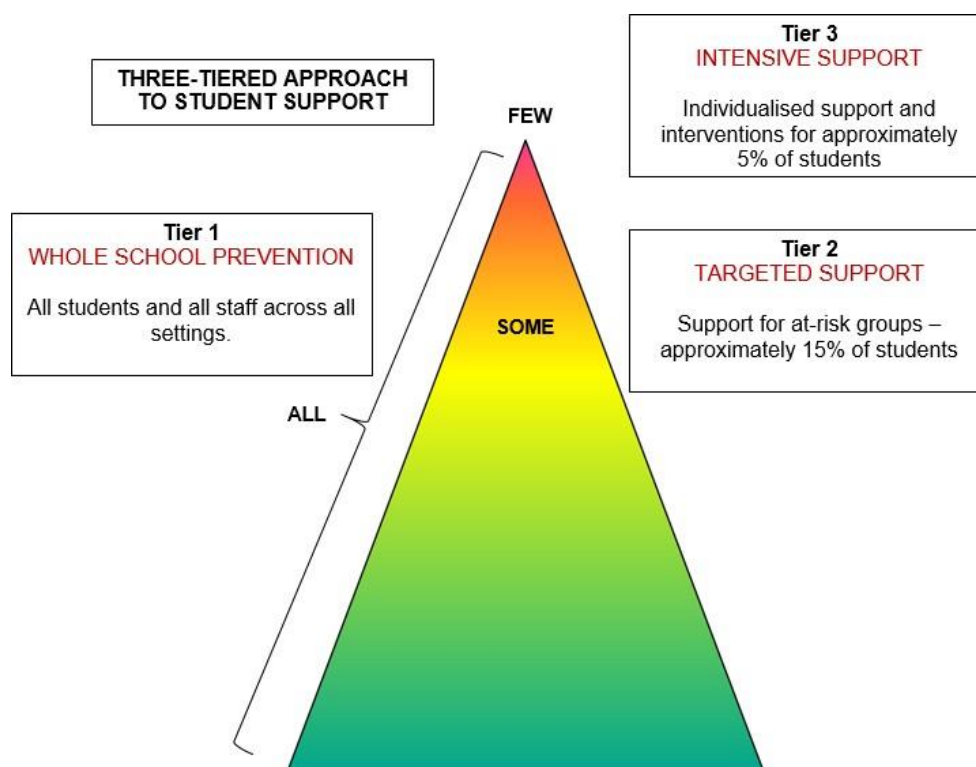 THREE-TIERED APPROACH
TO STUDENT SUPPORT
Tier 3
INTENSIVE SUPPORT
Individualised support and
interventions for approximately
5% of students
FEW
Tier 1
WHOLE SCHOOL PREVENTION
All students and all staff across all
settings.
Tier 2
TARGETED SUPPORT
Support for at-risk groups –
approximately 15% of students
SOME
ALL